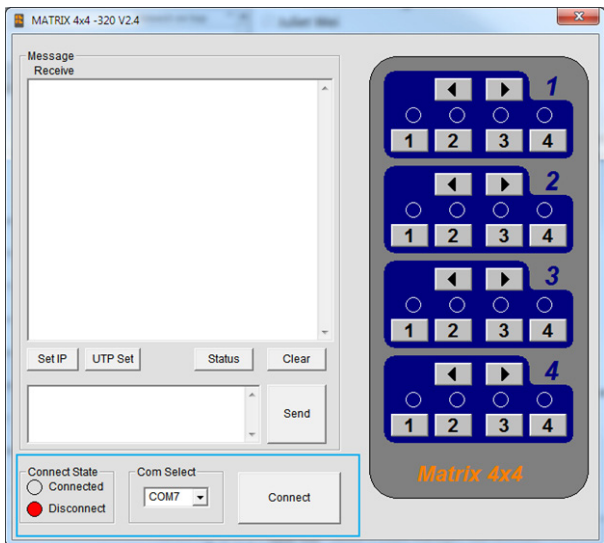 MATRIX 4x4 -320 V2.4
Message
Receive
Set IP UTP Set Status Clear
Send
Connect State
Connected
Disconnect
Com Select
COM7
Connect
1
1 2 3 4
2
1 2 3 4
3
1 2 3 4
4
1 2 3 4
Matrix 4x4